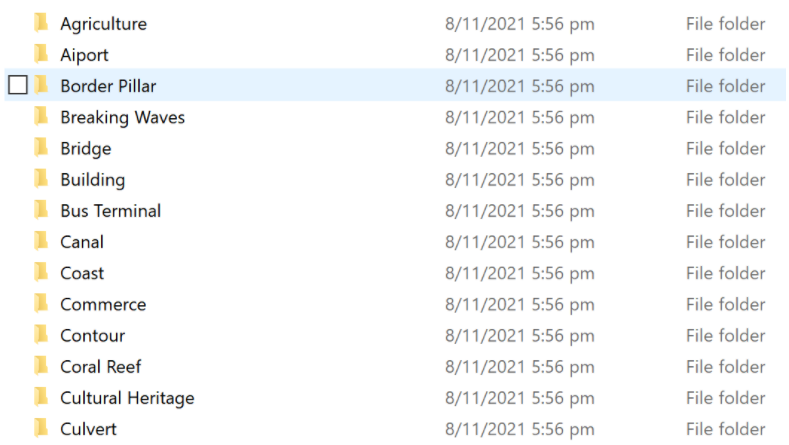 Agriculture 8/11/2021 5:56 pm File folder
Aiport 8/11/2021 5:56 pm File folder
Border Pillar 8/11/2021 5:56 pm File folder
Breaking Waves 8/11/2021 5:56 pm File folder
Bridge 8/11/2021 5:56 pm File folder
Building 8/11/2021 5:56 pm File folder
Bus Terminal 8/11/2021 5:56 pm File folder
Canal 8/11/2021 5:56 pm File folder
Coast 8/11/2021 5:56 pm File folder
Commerce 8/11/2021 5:56 pm File folder
Contour 8/11/2021 5:56 pm File folder
Coral Reef 8/11/2021 5:56 pm File folder
Cultural Heritage 8/11/2021 5:56 pm File folder
Culvert 8/11/2021 5:56 pm File folder